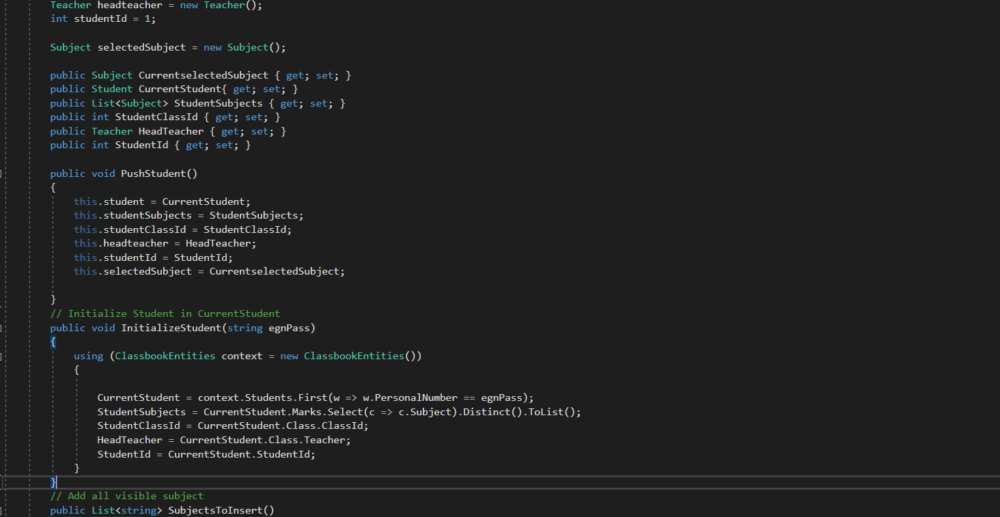 Teacher headteacher = new Teacher();
int studentId = 1;
Subject selectedSubject = new Subject();
public Subject CurrentselectedSubject { get; set; }
public Student CurrentStudent{ get; set; }
public List<Subject> StudentSubjects { get; set; }
public int StudentClassId { get; set; }
public Teacher HeadTeacher { get; set; }
public int StudentId { get; set; }
public void PushStudent()
{
this.student = CurrentStudent;
this.studentSubjects = StudentSubjects;
this.studentClassId = StudentClassId;
this.headteacher = HeadTeacher;
this.studentId = StudentId;
this.selectedSubject = CurrentselectedSubject;
}
// Initialize Student in CurrentStudent
public void InitializeStudent(string egnPass)
{
using (ClassbookEntities context = new ClassbookEntities())
{
CurrentStudent = context.Students.First(w => w.PersonalNumber == egnPass);
StudentSubjects = CurrentStudent.Marks.Select(c => c.Subject).Distinct().ToList();
StudentClassId = CurrentStudent.Class.ClassId;
HeadTeacher = CurrentStudent.Class.Teacher;
StudentId = CurrentStudent.StudentId;
}
}
// Add all visible subject
public List<string> SubjectsToInsert()